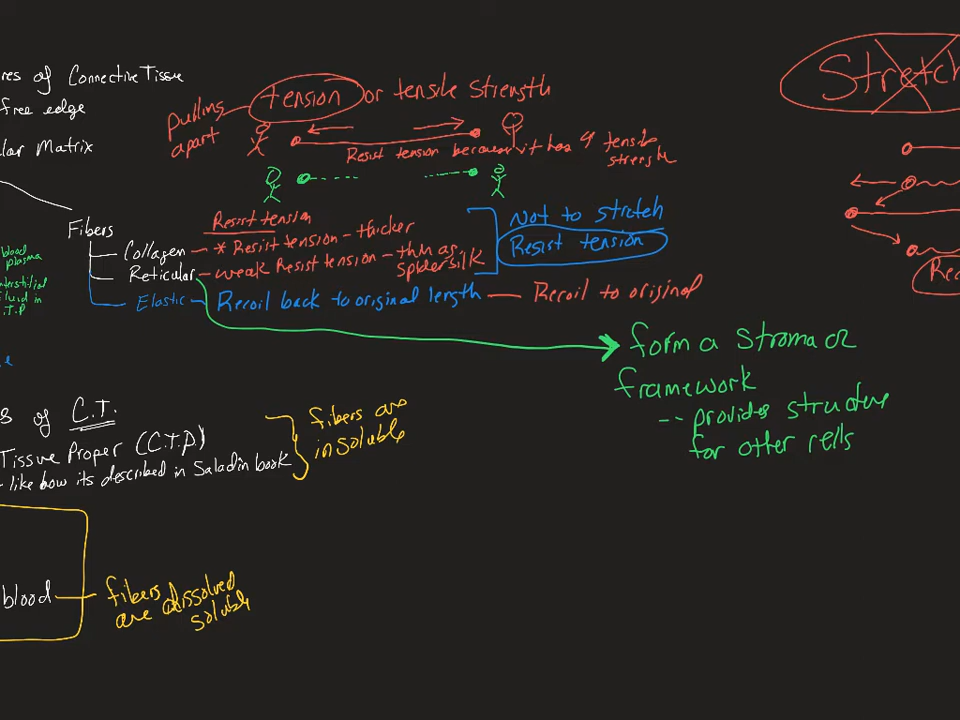 res of Connective Tissue
free edge
lar Matrix
pulling
apart
tension or tensile strength
Resist tension because it has ↑ tensile
strength
Stretch
Fibers
Resist tension
Collagen - * Resist tension - thicker
Reticular - weak Resist tension - thin as
spider silk
Elastic - Recoil back to original length - Recoil to original
Not to stretch
Resist tension
Rec
blood
plasma
interstitial
fluid in
T.P
form a stroma or
framework
-- provides structure
for other cells
s of C.T.
Tissue Proper (C.T.P)
- like how its described in Saladin book
fibers are
insoluble
blood
fibers
are dissolved
soluble